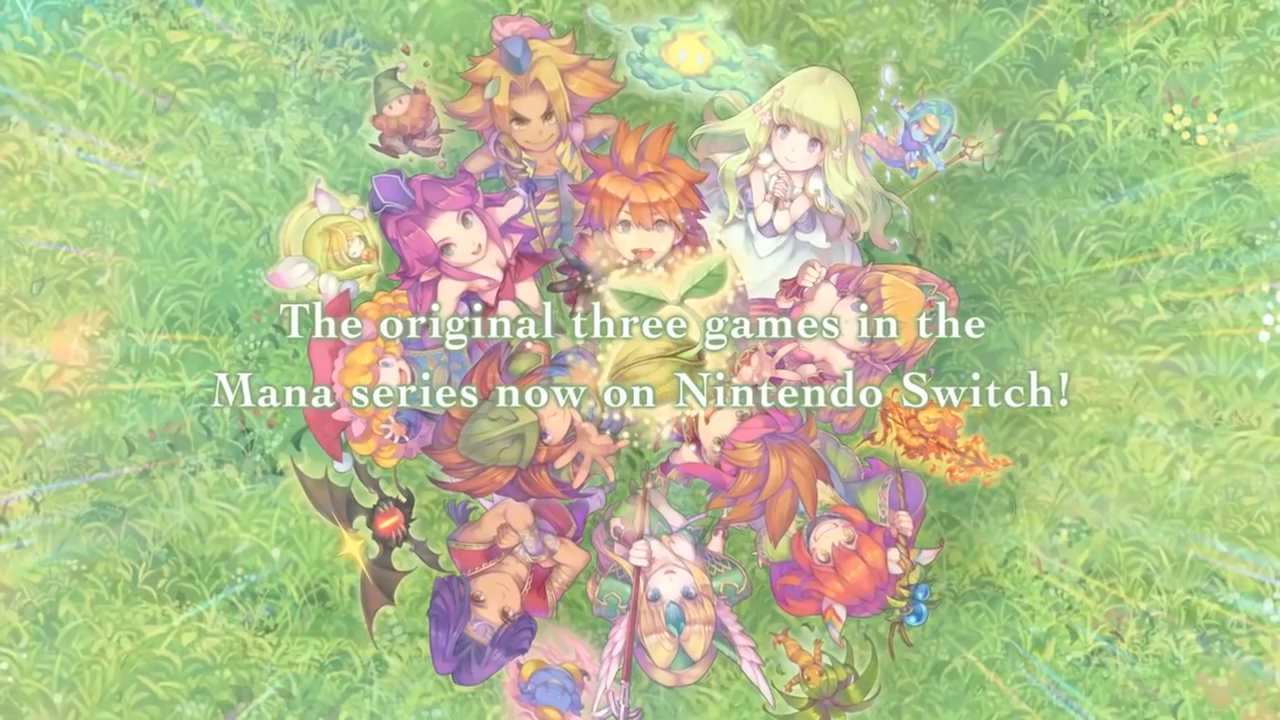 The original three games in the
Mana series now on Nintendo Switch!